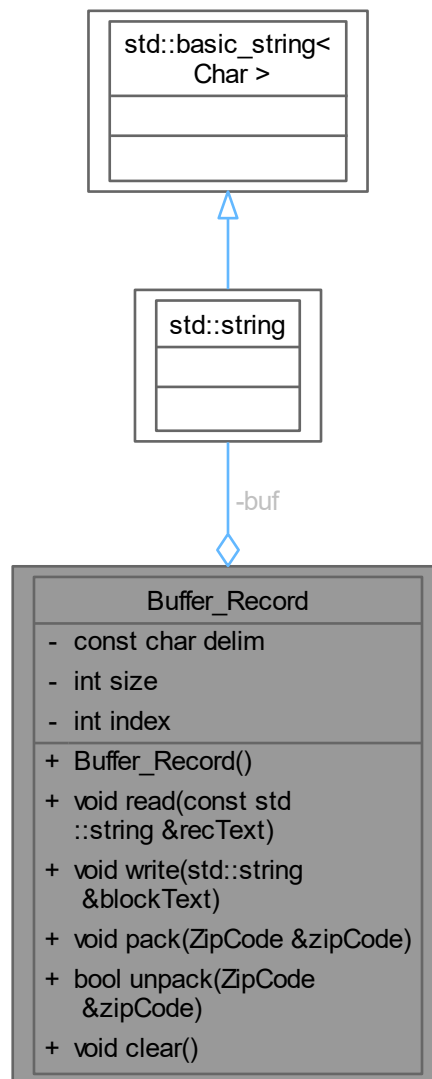 std::basic_string<
Char >
std::string
-buf
Buffer_Record
- const char delim
- int size
- int index
+ Buffer_Record()
+ void read(const std
::string &recText)
+ void write(std::string
&blockText)
+ void pack(ZipCode &zipCode)
+ bool unpack(ZipCode
&zipCode)
+ void clear()